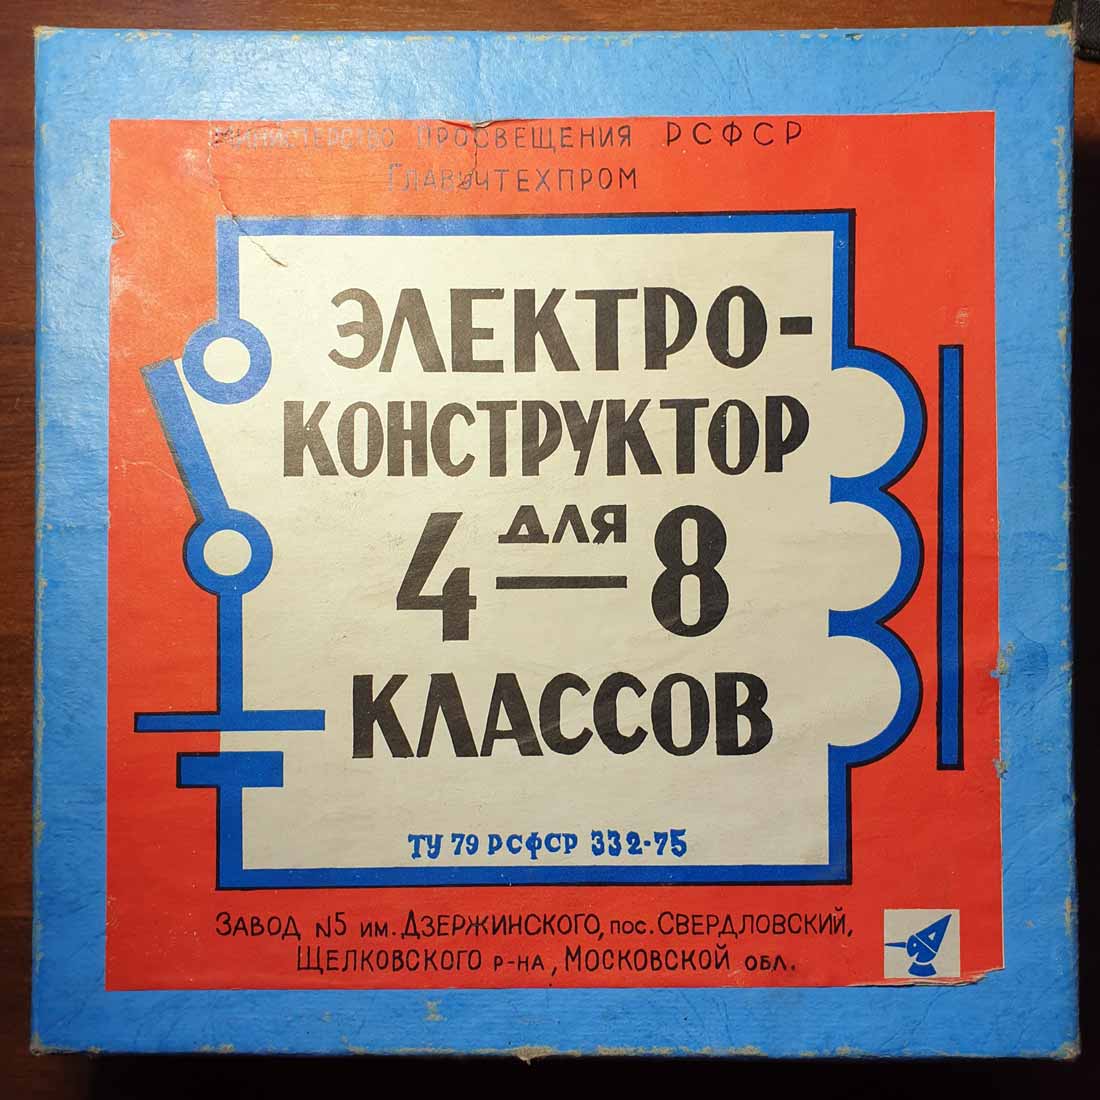 МИНИСТЕРСТВО ПРОСВЕЩЕНИЯ РСФСР
ГЛАВУЧТЕХПРОМ
ЭЛЕКТРО-
КОНСТРУКТОР
ДЛЯ
4—8
КЛАССОВ
ТУ 79 РСФСР 332-75
ЗАВОД №5 ИМ. ДЗЕРЖИНСКОГО, ПОС. СВЕРДЛОВСКИЙ,
ЩЕЛКОВСКОГО Р-НА, МОСКОВСКОЙ ОБЛ.